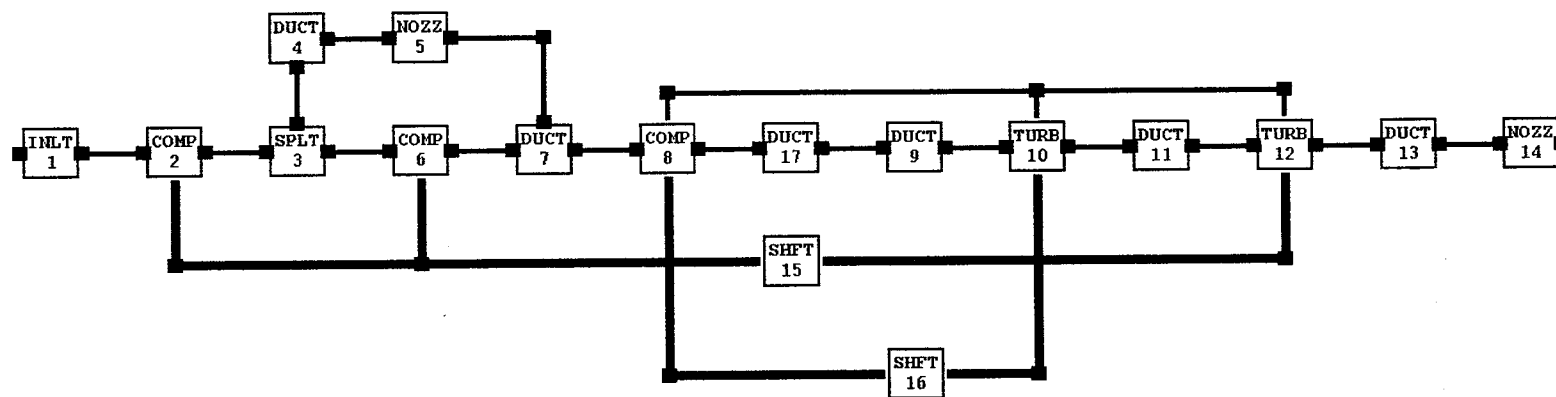 DUCT
4
NOZZ
5
INLT
1
COMP
2
SPLT
3
COMP
6
DUCT
7
COMP
8
DUCT
17
DUCT
9
TURB
10
DUCT
11
TURB
12
DUCT
13
NOZZ
14
SHFT
15
SHFT
16